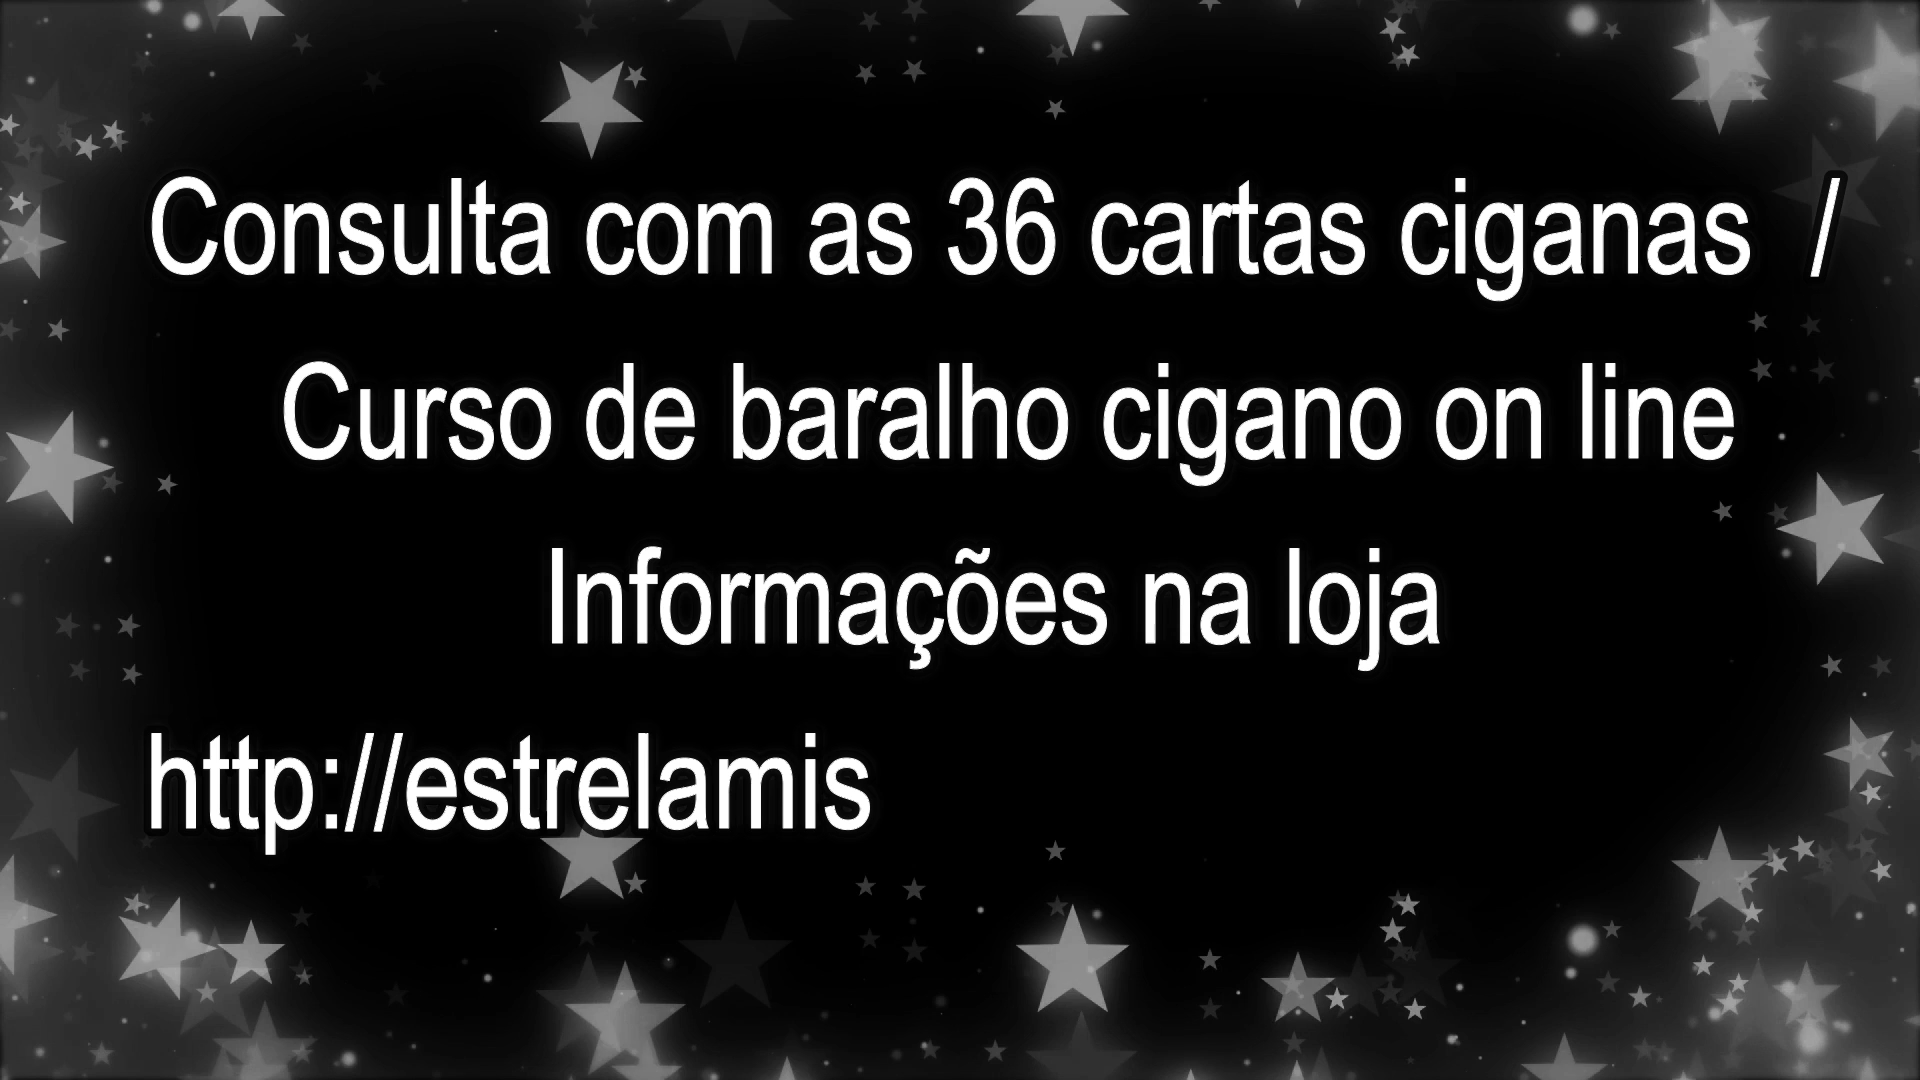 Consulta com as 36 cartas ciganas /
Curso de baralho cigano on line
Informações na loja
http://estrelamis